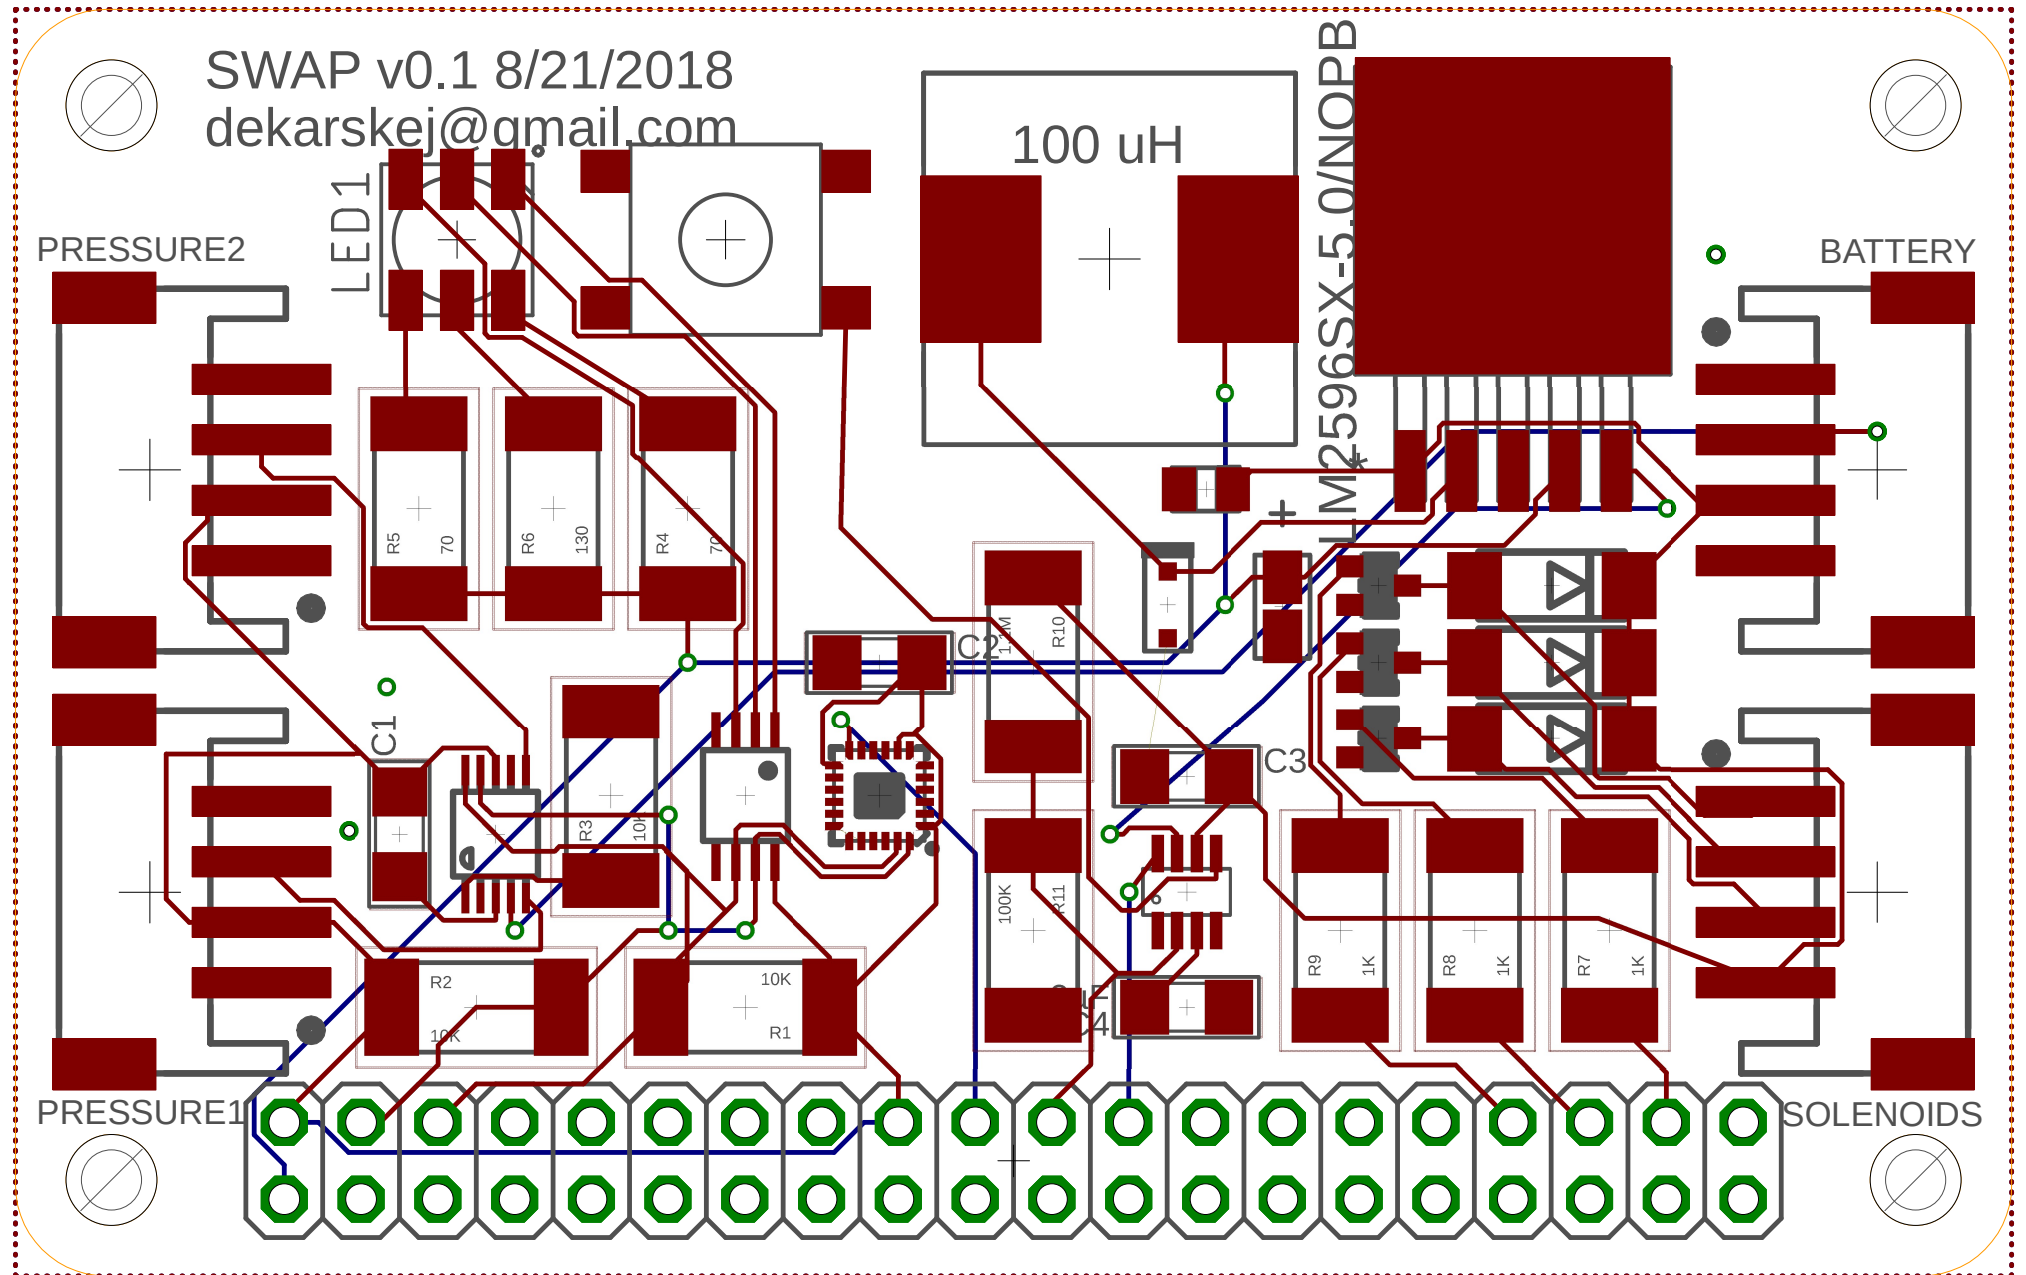 SWAP v0.1 8/21/2018
dekarskej@gmail.com
100 uH
LM2596SX-5.0/NOPB
*
LED1
PRESSURE2
BATTERY
R5
70
R6
130
R4
70
+
C2
R10
C1
C3
R3
10K
100K
R11
R2
10K
10K
R1
C4
R9
1K
R8
1K
R7
1K
PRESSURE1
SOLENOIDS